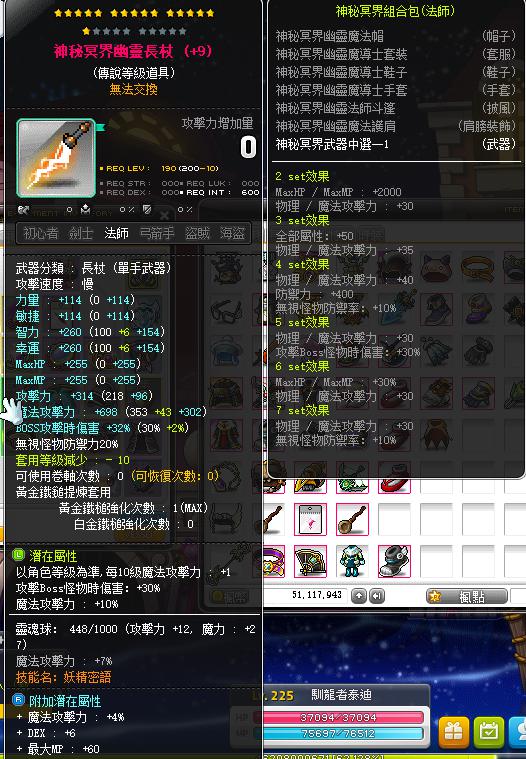 神秘冥界幽靈長杖 (+9)
(傳說等級道具)
無法交換
攻擊力增加量
0
REQ LEV : 190(200-10)
REQ STR : 000 REQ LUK : 000
REQ DEX : 000 REQ INT : 600
0 0% 0%
初心者 劍士 法師 弓箭手 盜賊 海盜
武器分類 : 長杖 (單手武器)
攻擊速度 : 慢
力量 : +114 (0 +114)
敏捷 : +114 (0 +114)
智力 : +260 (100 +6 +154)
幸運 : +260 (100 +6 +154)
MaxHP : +255 (0 +255)
MaxMP : +255 (0 +255)
攻擊力 : +314 (218 +96)
魔法攻擊力 : +698 (353 +43 +302)
BOSS攻擊時傷害 +32% (30% +2%)
無視怪物防禦力20%
套用等級減少 : - 10
可使用卷軸次數 : 0 (可恢復次數: 0)
黃金鐵鎚提煉套用
黃金鐵鎚強化次數 : 1(MAX)
白金鐵鎚強化次數 : 0
潛在屬性
以角色等級為準,每10級魔法攻擊力 : +1
攻擊Boss怪物時傷害: +30%
魔法攻擊力 : +10%
靈魂球: 448/1000 (攻擊力 +12, 魔力 : +2
7)
魔法攻擊力 : +7%
技能名: 妖精密語
附加潛在屬性
+ 魔法攻擊力 : +4%
+ DEX : +6
+ 最大MP : +60
神秘冥界組合包(法師)
神秘冥界幽靈魔法帽 (帽子)
神秘冥界幽靈魔導士套裝 (套服)
神秘冥界幽靈魔導士鞋子 (鞋子)
神秘冥界幽靈魔導士手套 (手套)
神秘冥界幽靈法師斗篷 (披風)
神秘冥界幽靈魔法護肩 (肩膀裝飾)
神秘冥界武器中選一1 (武器)
2 set效果
MaxHP / MaxMP : +2000
物理 / 魔法攻擊力 : +30
3 set效果
全部屬性: +50
物理 / 魔法攻擊力 : +35
4 set效果
物理 / 魔法攻擊力 : +40
防禦力 : +400
無視怪物防禦率: +10%
5 set效果
物理 / 魔法攻擊力 : +30
攻擊Boss怪物時傷害: +30%
6 set效果
MaxHP / MaxMP : +30%
物理 / 魔法攻擊力 : +30
7 set效果
物理 / 魔法攻擊力 : +30
無視怪物防禦率: +10%
51,117,943 楓點
Lv.225 馴龍者泰迪
HP 37094/37094
MP 75697/76512